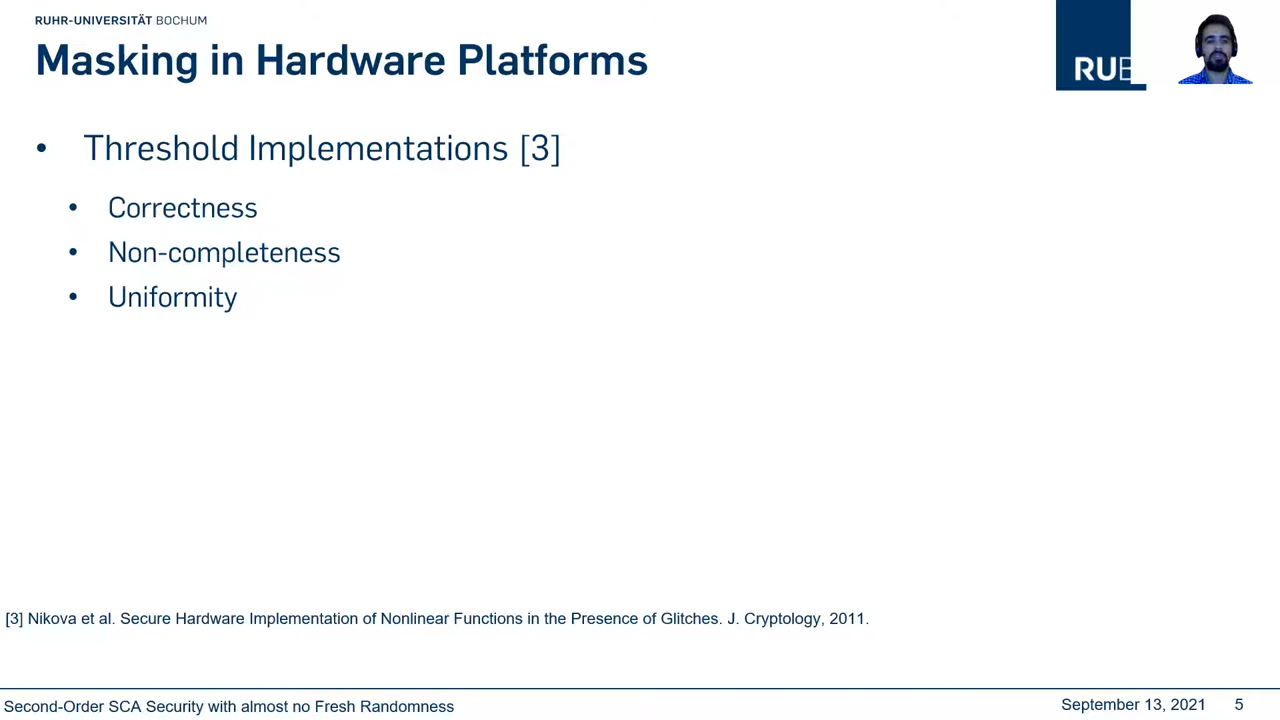 RUHR-UNIVERSITÄT BOCHUM
Masking in Hardware Platforms
RUB
• Threshold Implementations [3]
• Correctness
• Non-completeness
• Uniformity
[3] Nikova et al. Secure Hardware Implementation of Nonlinear Functions in the Presence of Glitches. J. Cryptology, 2011.
Second-Order SCA Security with almost no Fresh Randomness
September 13, 2021 5